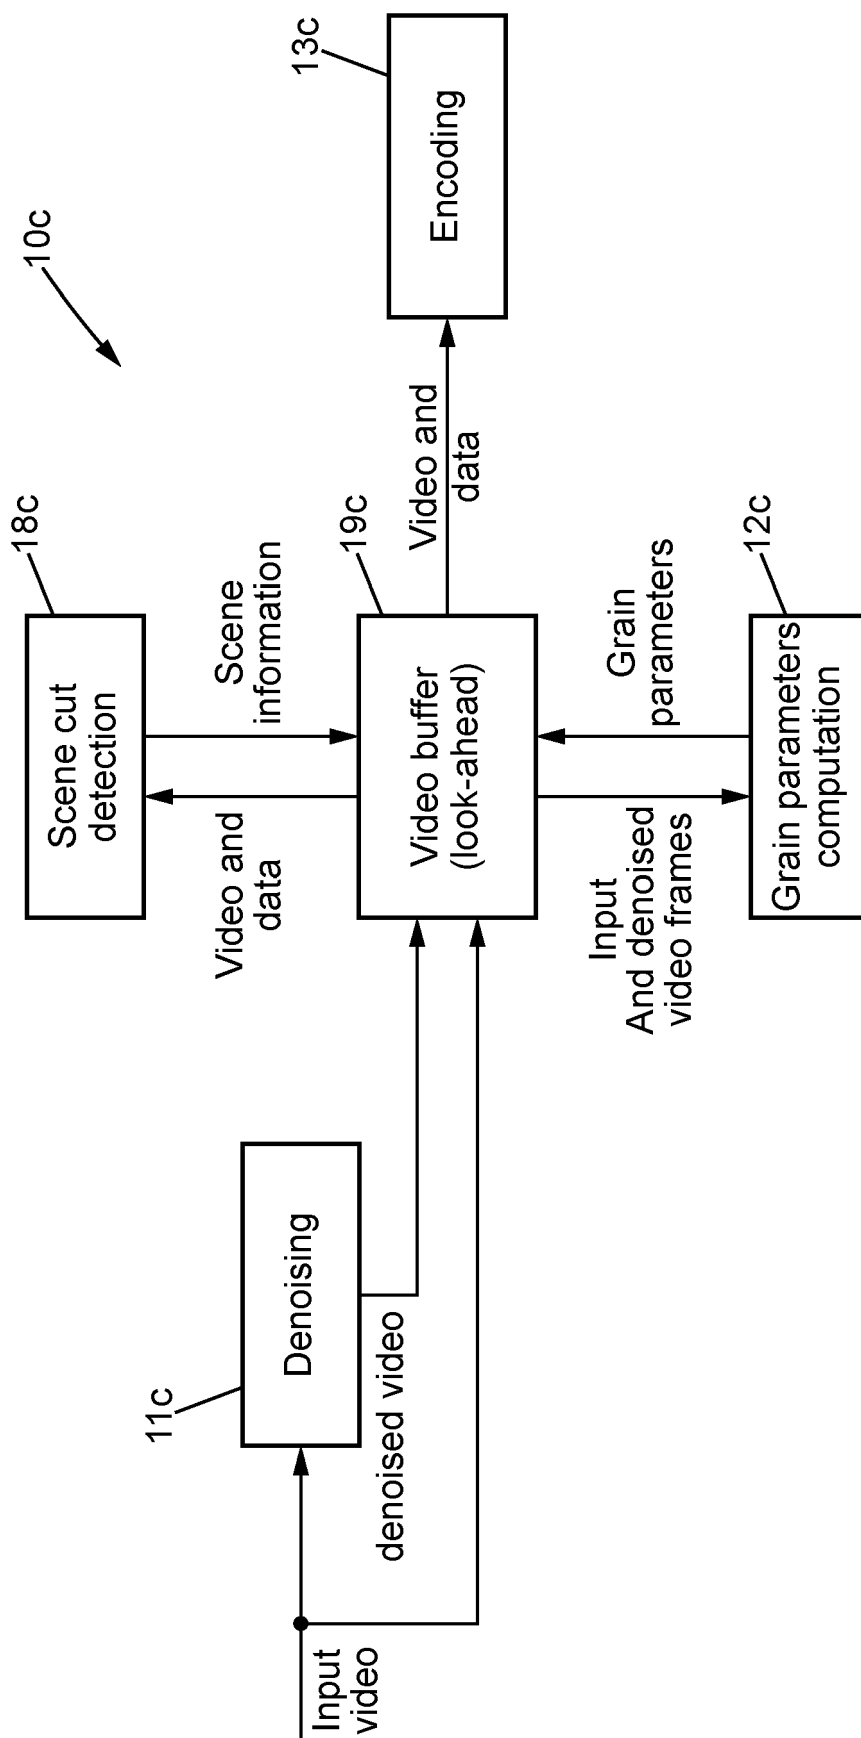 10c
18c
Scene cut
detection
Video and
data
Scene
information
13c
Encoding
11c
Denoising
19c
Video buffer
(look-ahead)
Video and
data
denoised video
Input
video
Input
And denoised
video frames
Grain
parameters
12c
Grain parameters
computation